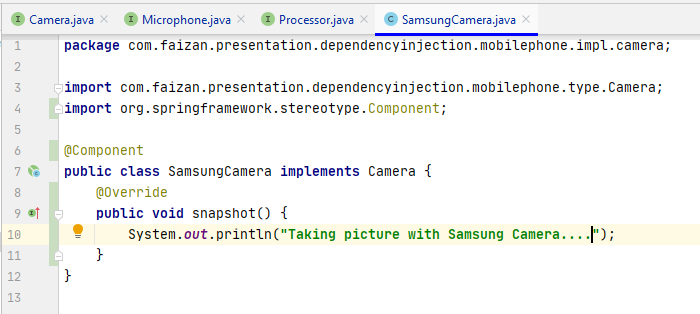 Camera.java Microphone.java Processor.java SamsungCamera.java
1 package com.faizan.presentation.dependencyinjection.mobilephone.impl.camera;
2
3 import com.faizan.presentation.dependencyinjection.mobilephone.type.Camera;
4 import org.springframework.stereotype.Component;
5
6 @Component
7 public class SamsungCamera implements Camera {
8 @Override
9 public void snapshot() {
10 System.out.println("Taking picture with Samsung Camera....");
11 }
12 }
13